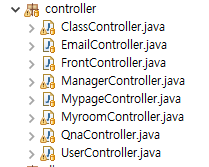 controller
ClassController.java
EmailController.java
FrontController.java
ManagerController.java
MypageController.java
MyroomController.java
QnaController.java
UserController.java